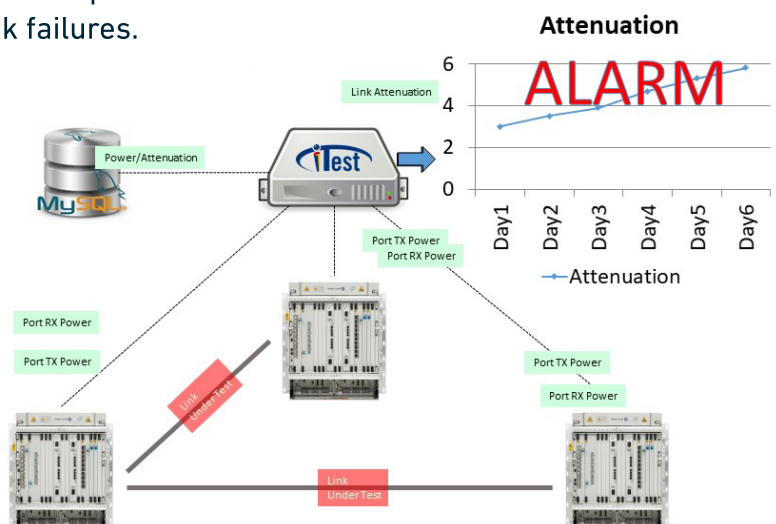 k failures.
Attenuation
6
4
2
0
ALARM
Link Attenuation
Power/Attenuation
iTest
MySQL
Day1
Day2
Day3
Day4
Day5
Day6
Attenuation
Port TX Power
Port RX Power
Port RX Power
Port TX Power
Port TX Power
Port RX Power
Link
Under Test
Link
Under Test